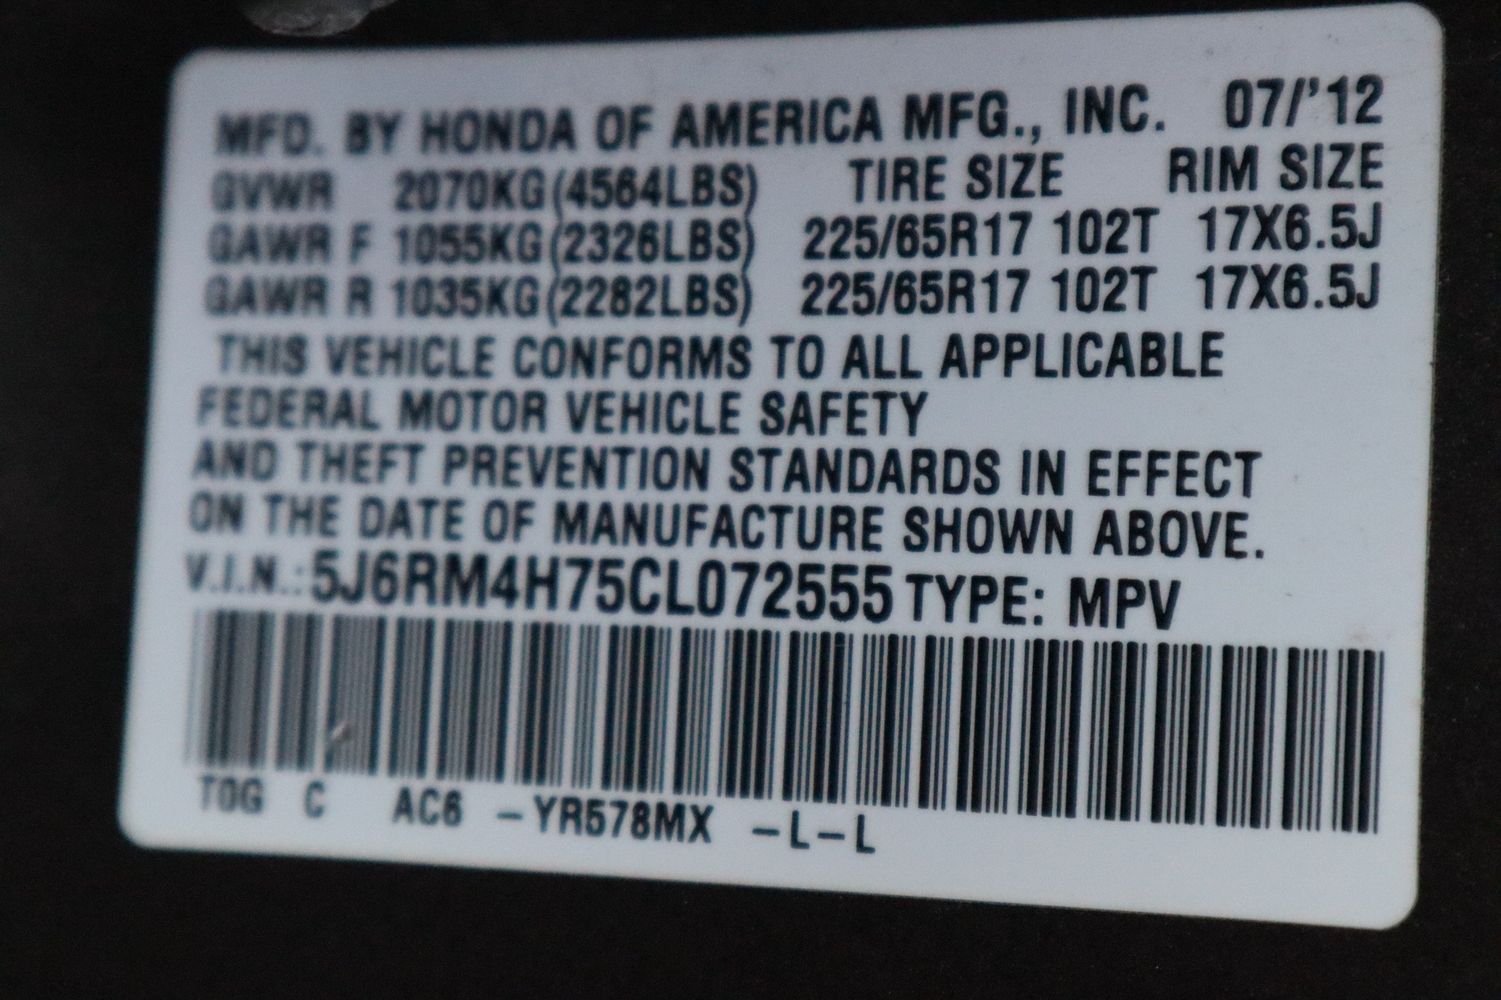 MFD. BY HONDA OF AMERICA MFG., INC. 07/'12
GVWR 2070KG(4564LBS) TIRE SIZE RIM SIZE
GAWR F 1055KG(2326LBS) 225/65R17 102T 17X6.5J
GAWR R 1035KG(2282LBS) 225/65R17 102T 17X6.5J
THIS VEHICLE CONFORMS TO ALL APPLICABLE
FEDERAL MOTOR VEHICLE SAFETY
AND THEFT PREVENTION STANDARDS IN EFFECT
ON THE DATE OF MANUFACTURE SHOWN ABOVE.
V.I.N.: 5J6RM4H75CL072555 TYPE: MPV
T0G C AC6 -YR578MX -L-L